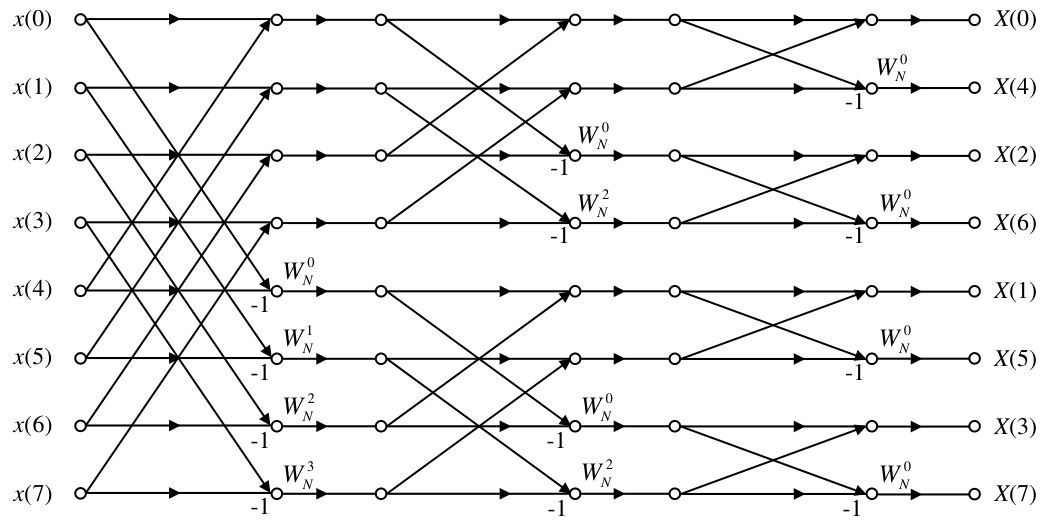 x(0) X(0)
W_N^0
x(1) -1 X(4)
W_N^0
x(2) -1 X(2)
W_N^2 W_N^0
x(3) -1 -1 X(6)
W_N^0
x(4) -1 X(1)
W_N^1 W_N^0
x(5) -1 -1 X(5)
W_N^2 W_N^0
x(6) -1 -1 X(3)
W_N^3 W_N^2 W_N^0
x(7) -1 -1 -1 X(7)